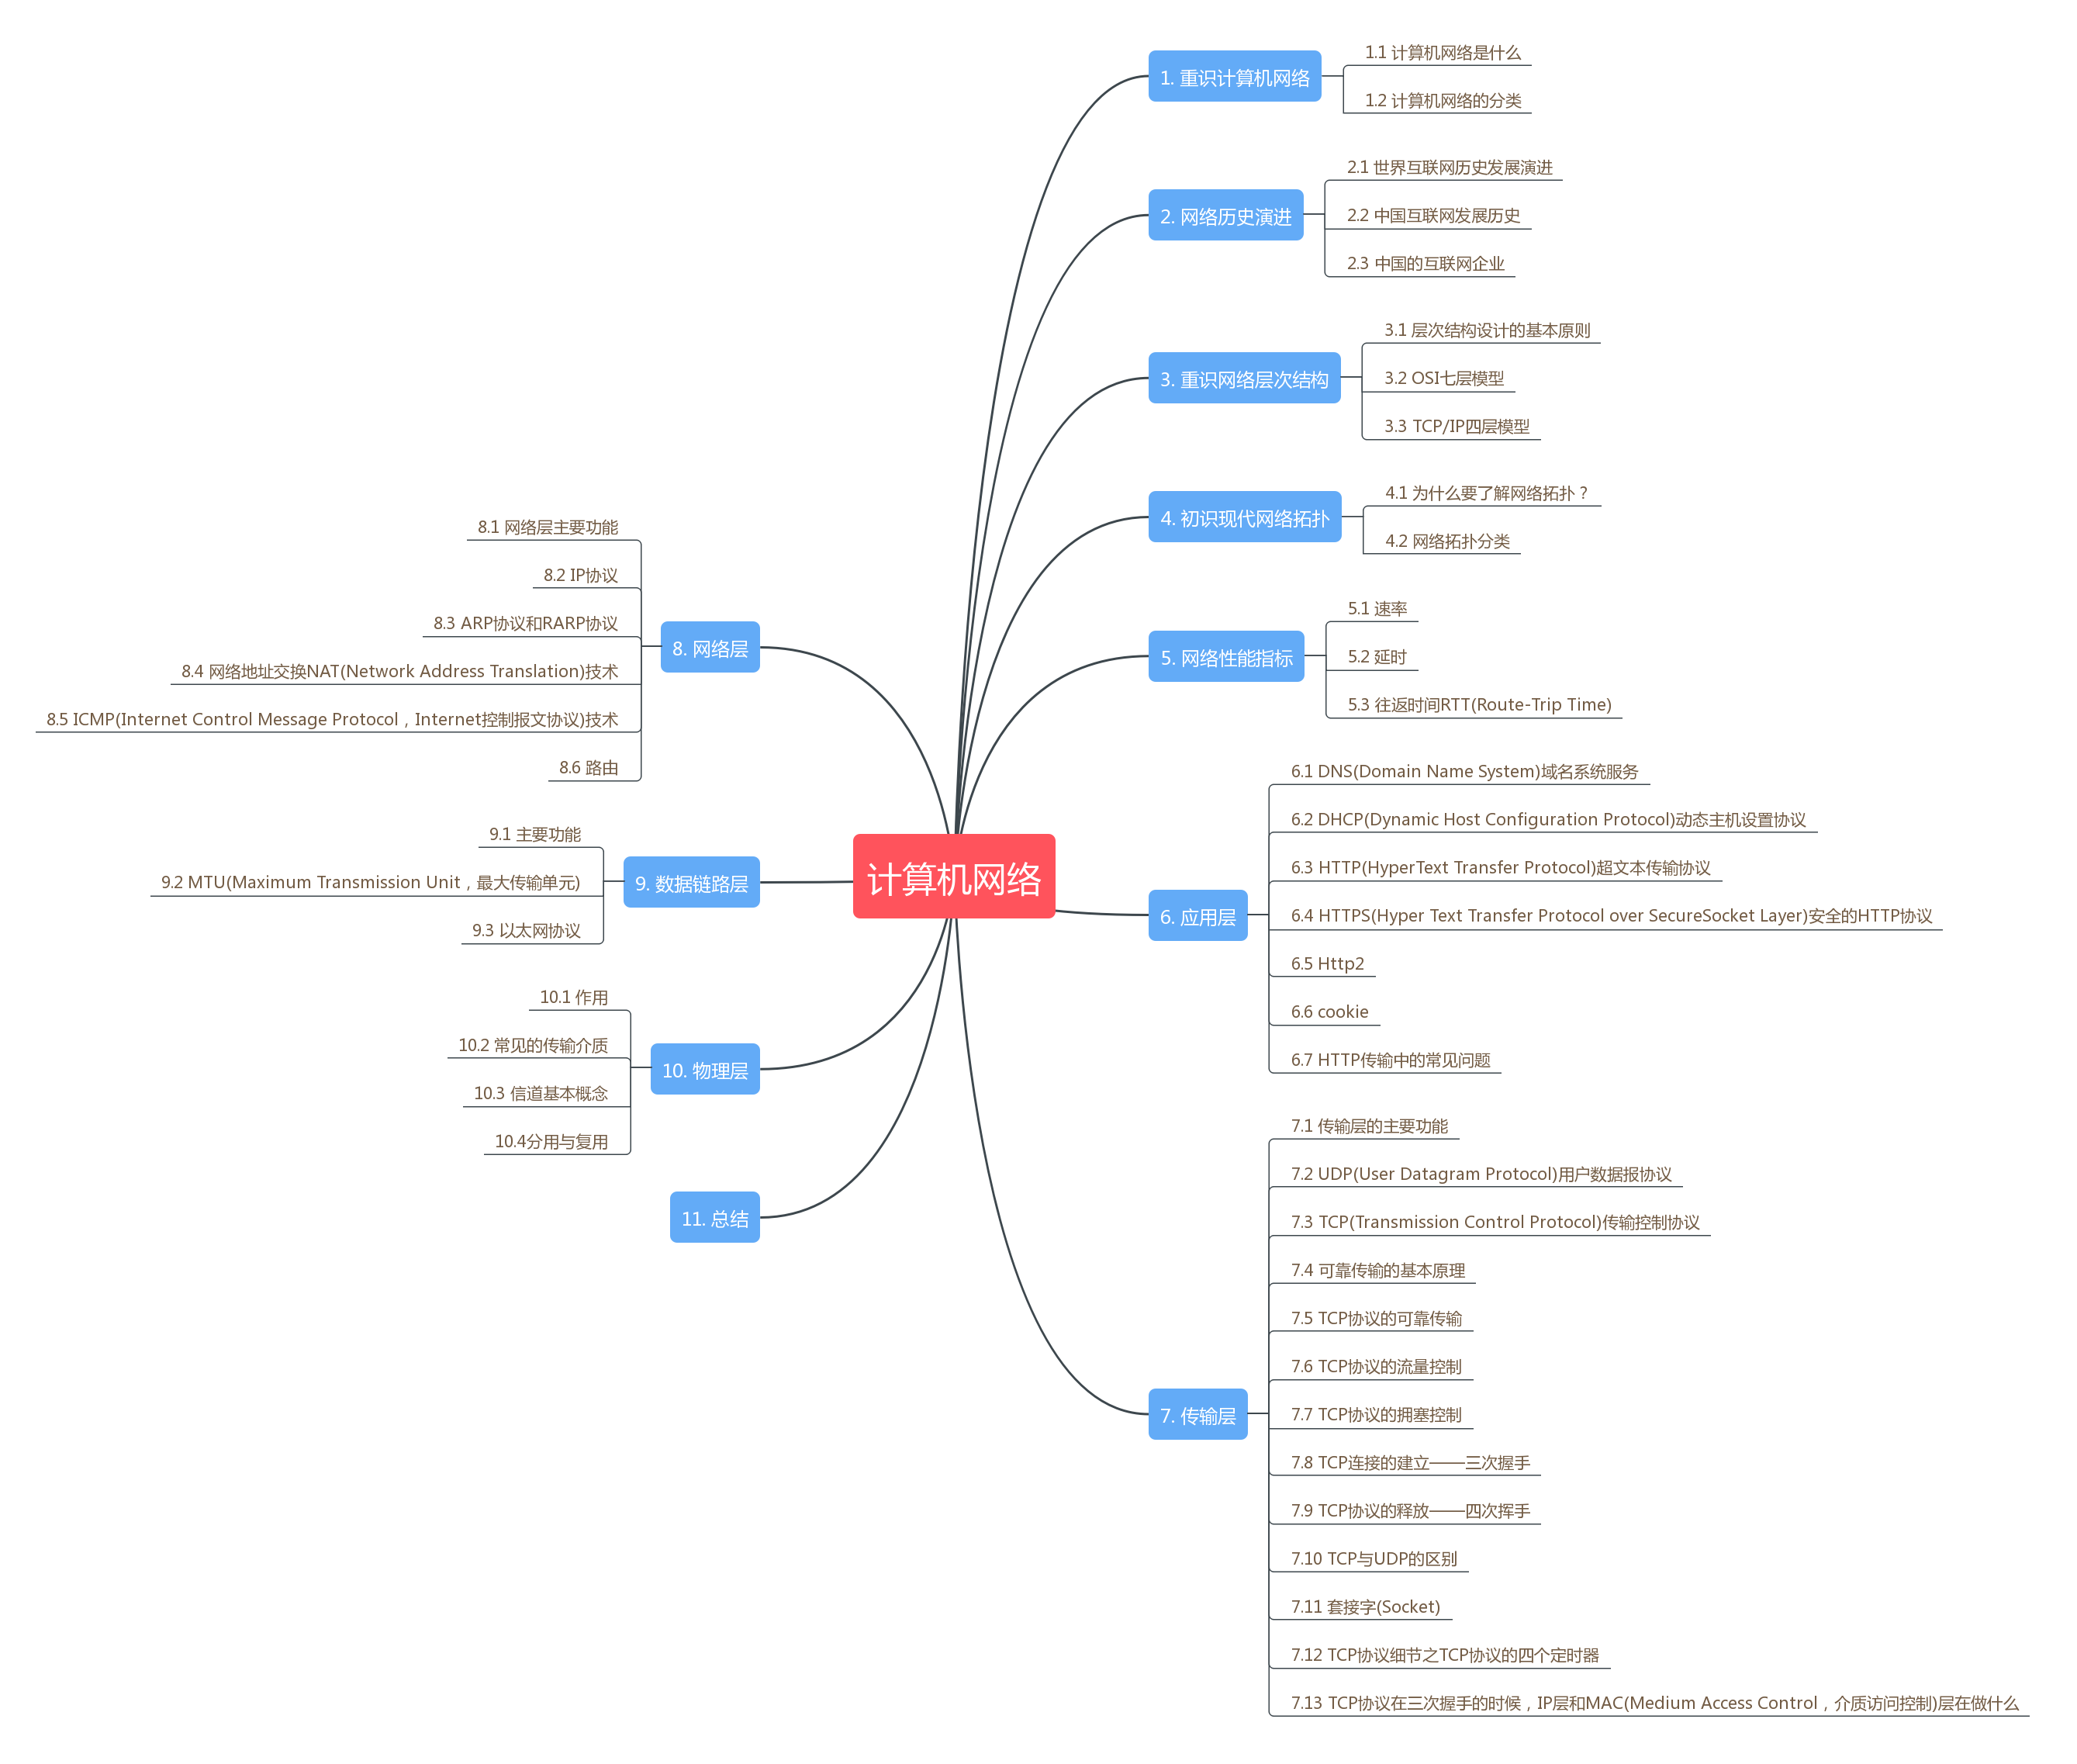 计算机网络
1. 重识计算机网络
1.1 计算机网络是什么
1.2 计算机网络的分类
2. 网络历史演进
2.1 世界互联网历史发展演进
2.2 中国互联网发展历史
2.3 中国的互联网企业
3. 重识网络层次结构
3.1 层次结构设计的基本原则
3.2 OSI七层模型
3.3 TCP/IP四层模型
4. 初识现代网络拓扑
4.1 为什么要了解网络拓扑？
4.2 网络拓扑分类
5. 网络性能指标
5.1 速率
5.2 延时
5.3 往返时间RTT(Route-Trip Time)
6. 应用层
6.1 DNS(Domain Name System)域名系统服务
6.2 DHCP(Dynamic Host Configuration Protocol)动态主机设置协议
6.3 HTTP(HyperText Transfer Protocol)超文本传输协议
6.4 HTTPS(Hyper Text Transfer Protocol over SecureSocket Layer)安全的HTTP协议
6.5 Http2
6.6 cookie
6.7 HTTP传输中的常见问题
7. 传输层
7.1 传输层的主要功能
7.2 UDP(User Datagram Protocol)用户数据报协议
7.3 TCP(Transmission Control Protocol)传输控制协议
7.4 可靠传输的基本原理
7.5 TCP协议的可靠传输
7.6 TCP协议的流量控制
7.7 TCP协议的拥塞控制
7.8 TCP连接的建立——三次握手
7.9 TCP协议的释放——四次挥手
7.10 TCP与UDP的区别
7.11 套接字(Socket)
7.12 TCP协议细节之TCP协议的四个定时器
7.13 TCP协议在三次握手的时候，IP层和MAC(Medium Access Control，介质访问控制)层在做什么
8. 网络层
8.1 网络层主要功能
8.2 IP协议
8.3 ARP协议和RARP协议
8.4 网络地址交换NAT(Network Address Translation)技术
8.5 ICMP(Internet Control Message Protocol，Internet控制报文协议)技术
8.6 路由
9. 数据链路层
9.1 主要功能
9.2 MTU(Maximum Transmission Unit，最大传输单元)
9.3 以太网协议
10. 物理层
10.1 作用
10.2 常见的传输介质
10.3 信道基本概念
10.4分用与复用
11. 总结